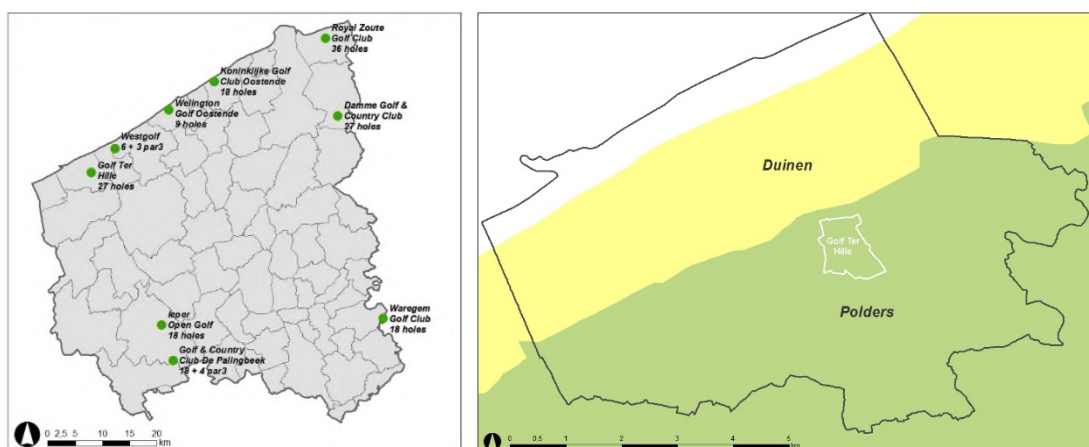 Royal Zoute
Golf Club
36 holes
Koninklijke Golf
Club Oostende
18 holes
Welington
Golf Oostende
9 holes
Damme Golf &
Country Club
27 holes
Westgolf
6 + 3 par3
Golf Ter
Hille
27 holes
Ieper
Open Golf
18 holes
Waregem
Golf Club
18 holes
Golf & Country
Club De Palingbeek
18 + 4 par3
0 2,5 5 10 15 20
km
Duinen
Golf Ter
Hille
Polders
0 0,5 1 2 3 4 5
km